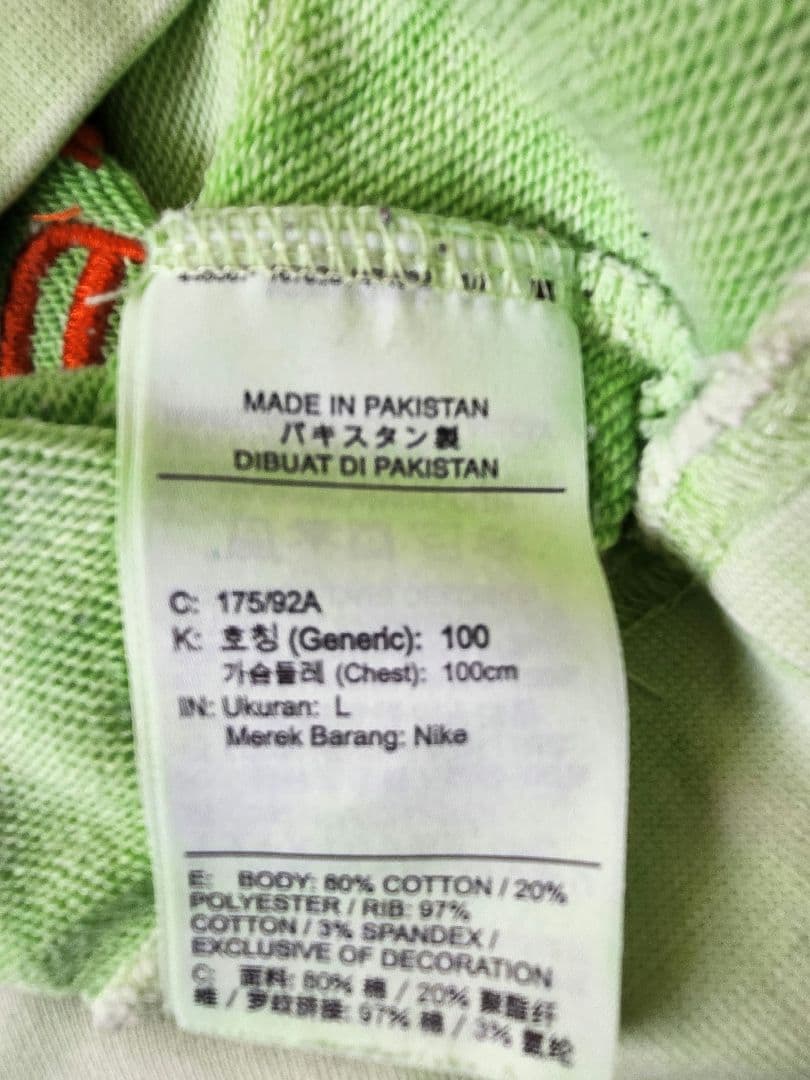 MADE IN PAKISTAN
パキスタン製
DIBUAT DI PAKISTAN
C: 175/92A
K: 호칭 (Generic): 100
가슴둘레 (Chest): 100cm
IN: Ukuran: L
Merek Barang: Nike
E: BODY: 80% COTTON / 20%
POLYESTER / RIB: 97%
COTTON / 3% SPANDEX /
EXCLUSIVE OF DECORATION
C: 面料: 80% 棉 / 20% 聚酯纤
维 / 罗纹拼接: 97% 棉 / 3% 氨纶